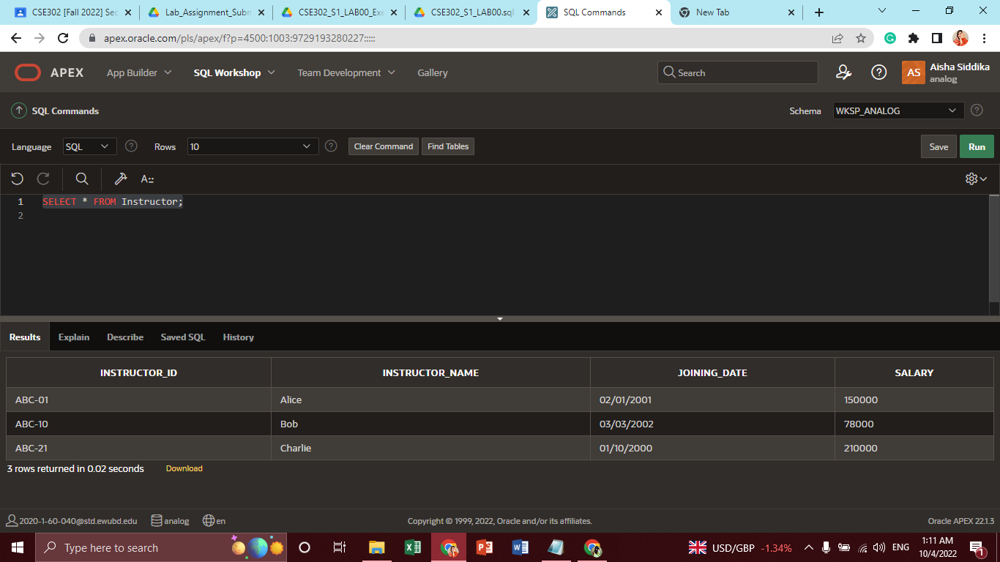 CSE302 [Fall 2022] Sec
Lab_Assignment_Subm
CSE302_S1_LAB00_Exe
CSE302_S1_LAB00.sql
SQL Commands
New Tab
apex.oracle.com/pls/apex/f?p=4500:1003:9729193280227:::::
APEX
App Builder
SQL Workshop
Team Development
Gallery
Search
AS
Aisha Siddika
analog
SQL Commands
Schema
WKSP_ANALOG
Language
SQL
Rows
10
Clear Command
Find Tables
Save
Run
1 SELECT * FROM Instructor;
2
Results Explain Describe Saved SQL History
INSTRUCTOR_ID INSTRUCTOR_NAME JOINING_DATE SALARY
ABC-01 Alice 02/01/2001 150000
ABC-10 Bob 03/03/2002 78000
ABC-21 Charlie 01/10/2000 210000
3 rows returned in 0.02 seconds Download
2020-1-60-040@std.ewubd.edu analog en
Copyright © 1999, 2022, Oracle and/or its affiliates.
Oracle APEX 22.1.3
Type here to search
USD/GBP -1.34%
ENG
1:11 AM
10/4/2022
1